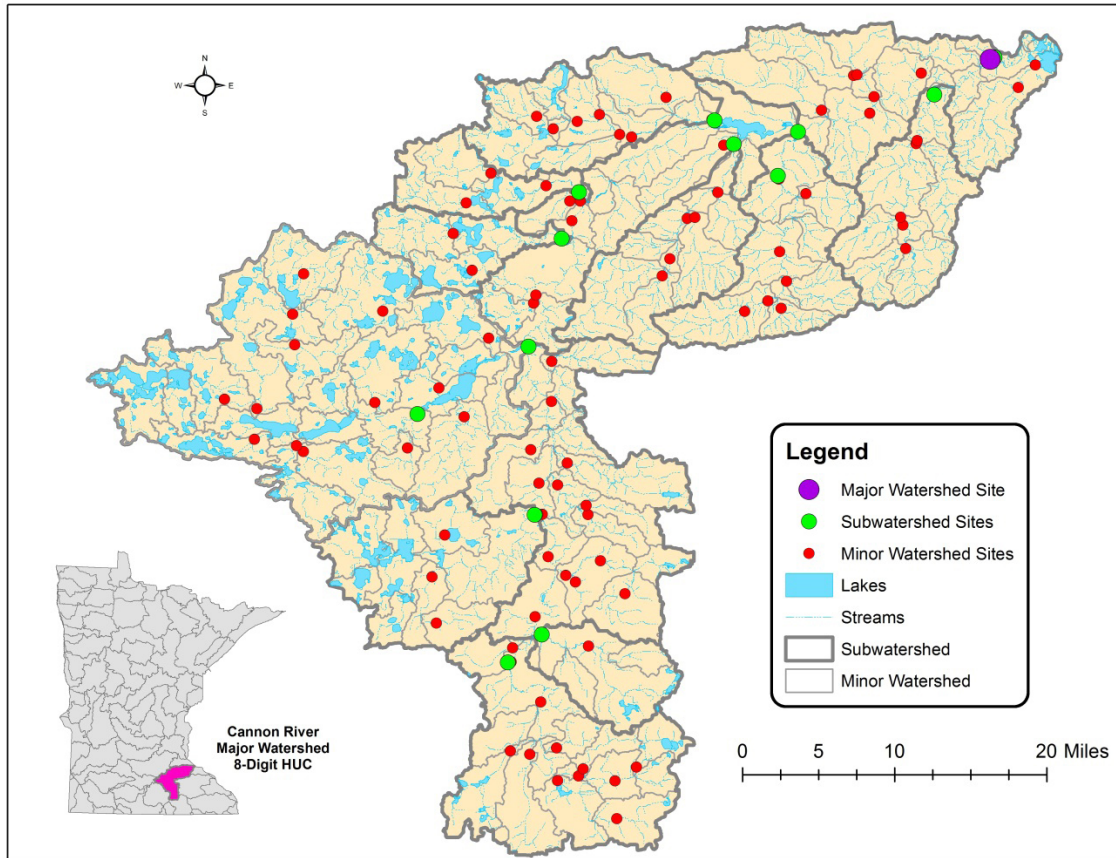 N
W E
S
Legend
Major Watershed Site
Subwatershed Sites
Minor Watershed Sites
Lakes
Streams
Subwatershed
Minor Watershed
Cannon River
Major Watershed
8-Digit HUC
0 5 10 20 Miles